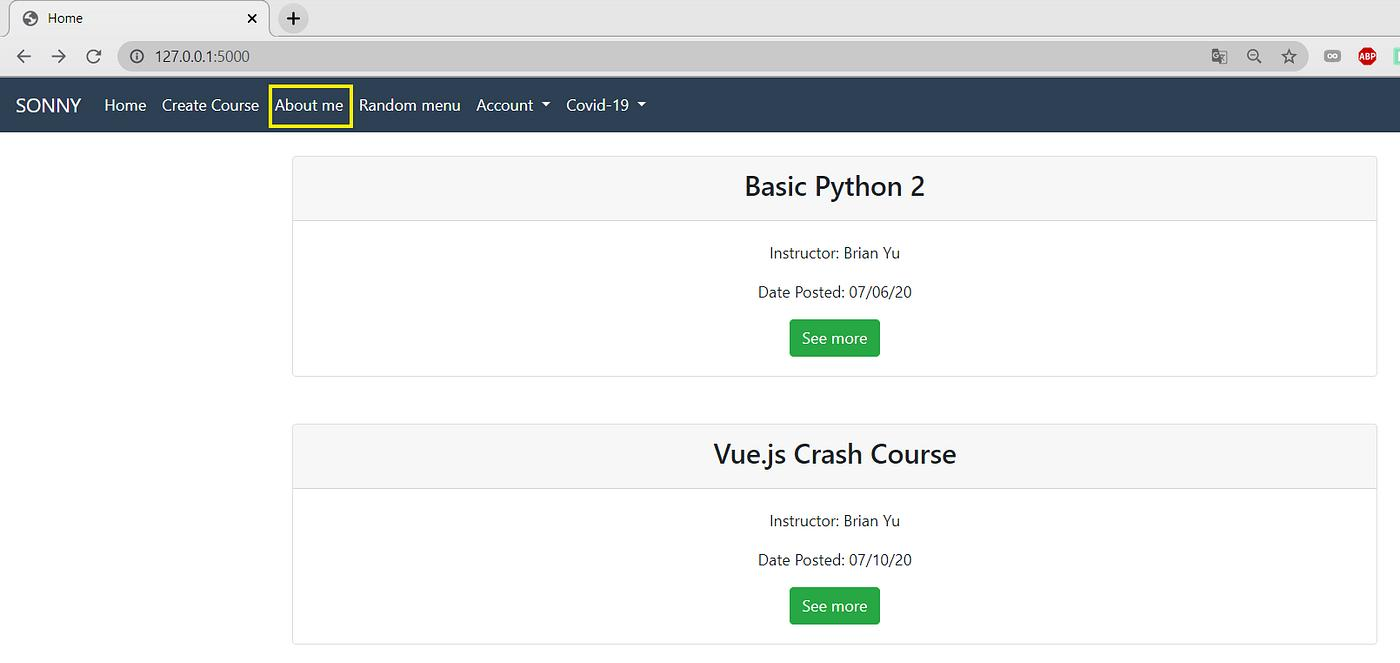 Home
127.0.0.1:5000
ABP
SONNY Home Create Course About me Random menu Account Covid-19
Basic Python 2
Instructor: Brian Yu
Date Posted: 07/06/20
See more
Vue.js Crash Course
Instructor: Brian Yu
Date Posted: 07/10/20
See more